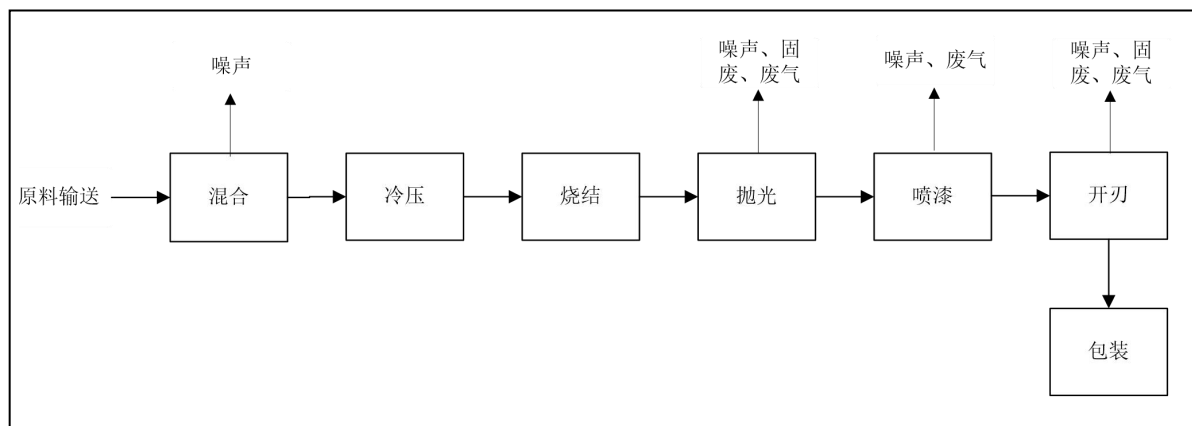 噪声
噪声、固
废、废气
噪声、废气
噪声、固
废、废气
原料输送
混合
冷压
烧结
抛光
喷漆
开刃
包装